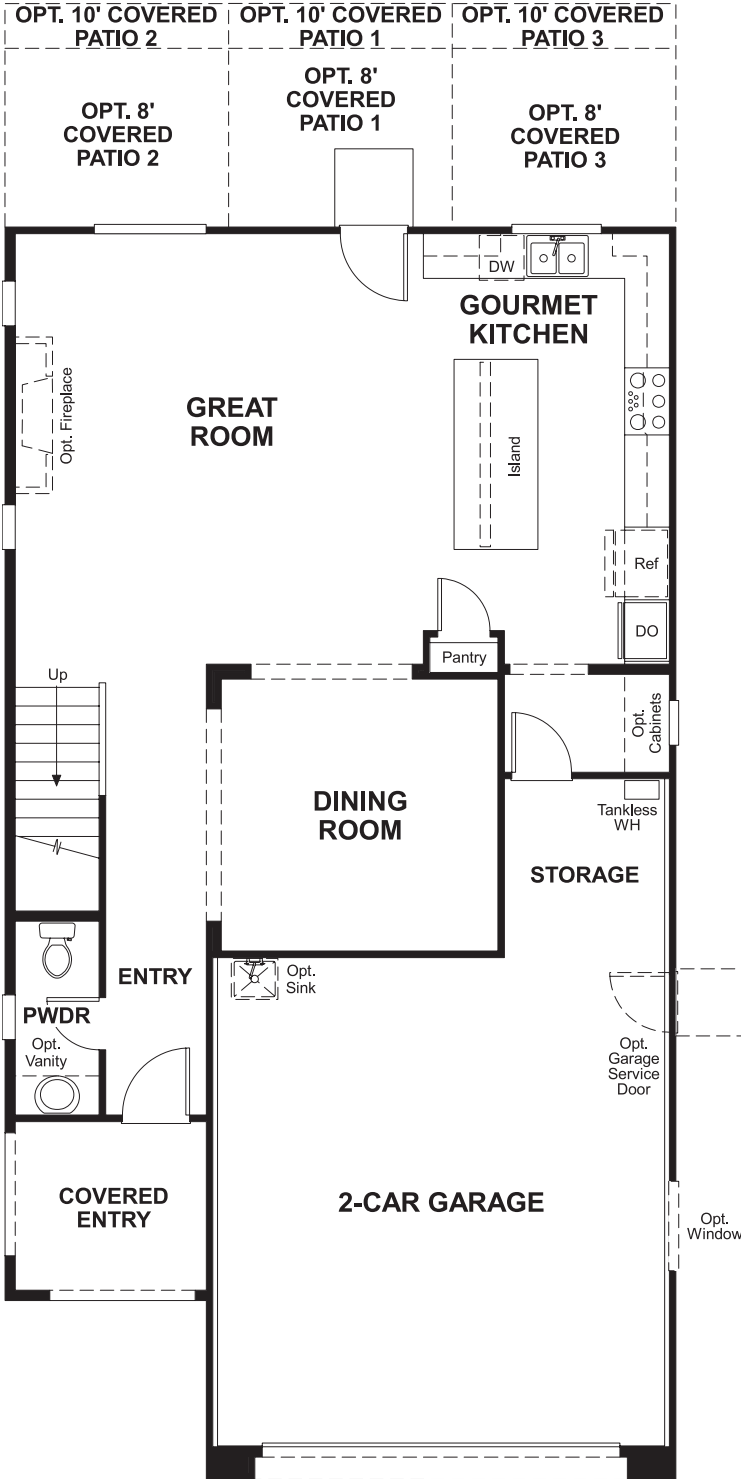 OPT. 10' COVERED
PATIO 2
OPT. 10' COVERED
PATIO 1
OPT. 10' COVERED
PATIO 3
OPT. 8'
COVERED
PATIO 2
OPT. 8'
COVERED
PATIO 1
OPT. 8'
COVERED
PATIO 3
DW
GOURMET
KITCHEN
GREAT
ROOM
Opt. Fireplace
Island
Ref
DO
Pantry
Up
Opt.
Cabinets
DINING
ROOM
Tankless
WH
STORAGE
ENTRY
Opt.
Sink
PWDR
Opt.
Vanity
Opt.
Garage
Service
Door
COVERED
ENTRY
2-CAR GARAGE
Opt.
Window